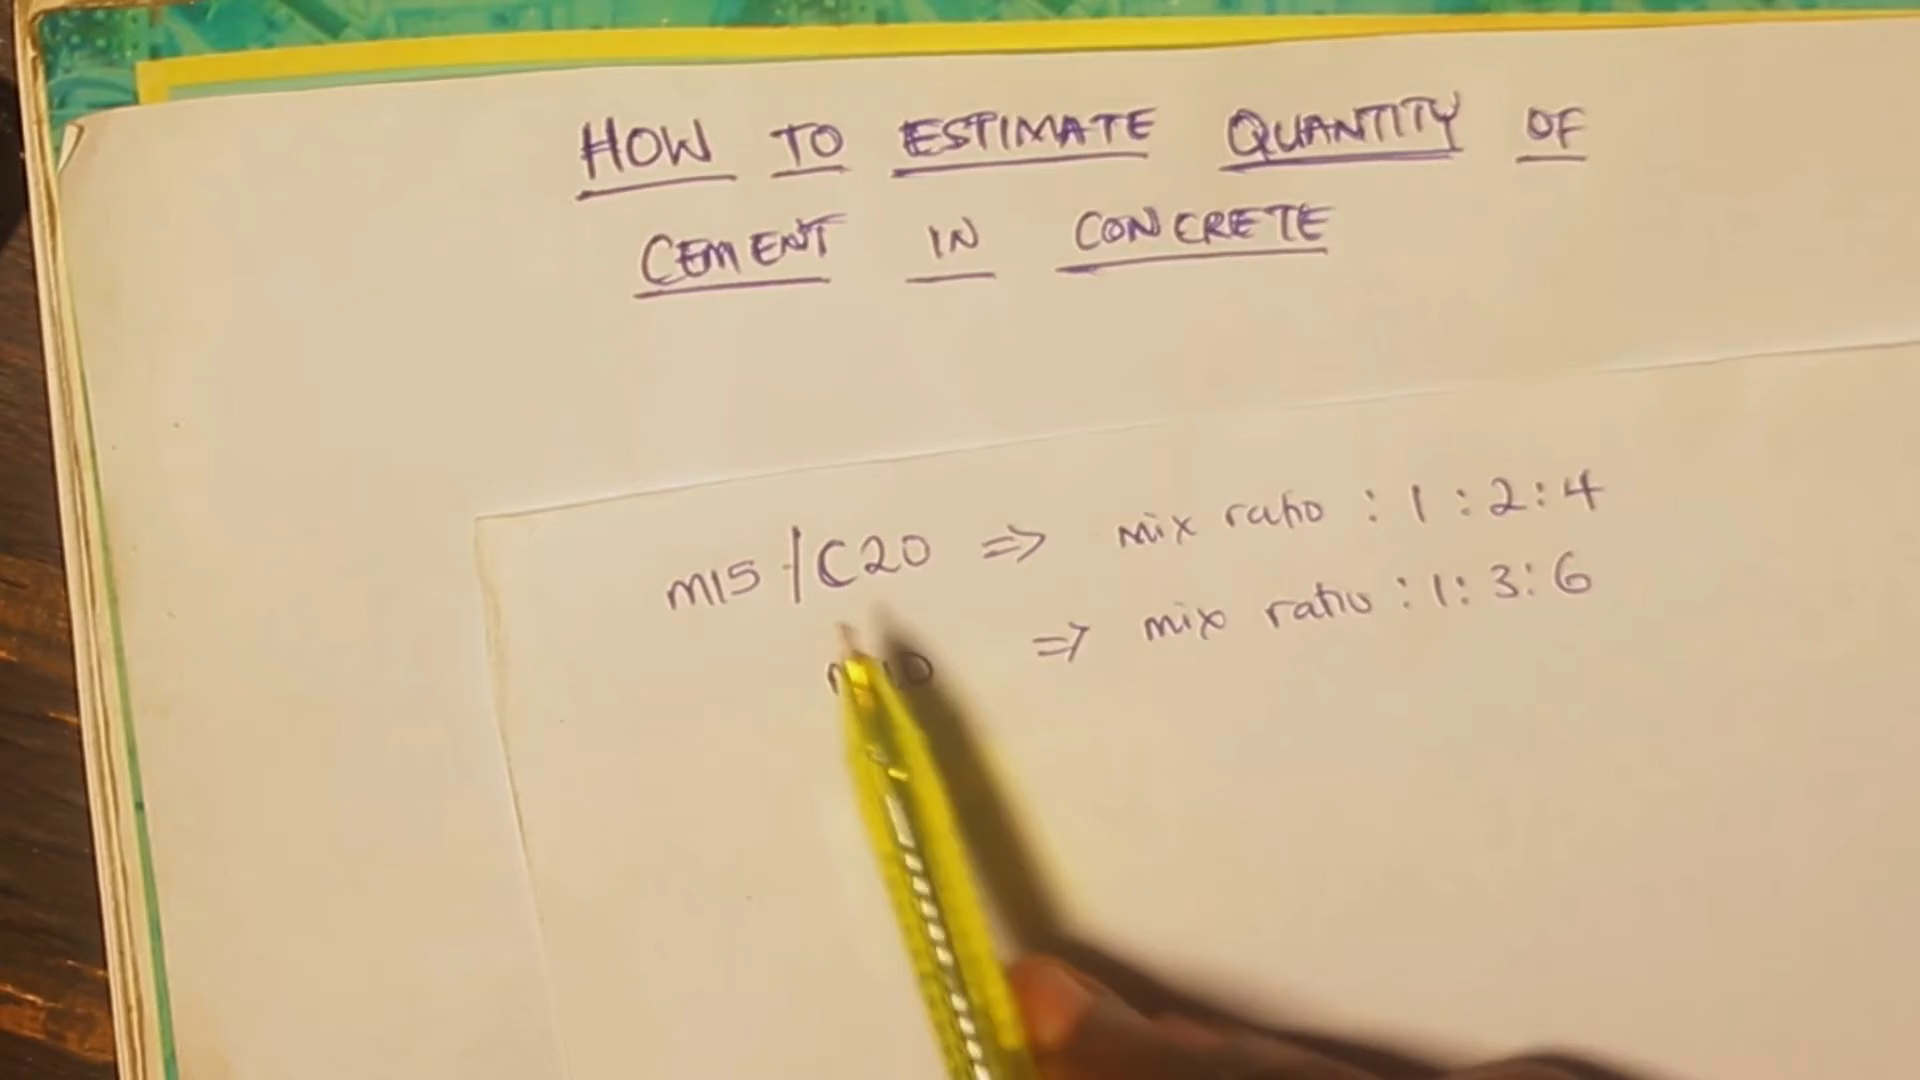 HOW TO ESTIMATE QUANTITY OF
CEMENT IN CONCRETE
M15 / C20 => mix ratio : 1 : 2 : 4
=> mix ratio : 1 : 3 : 6